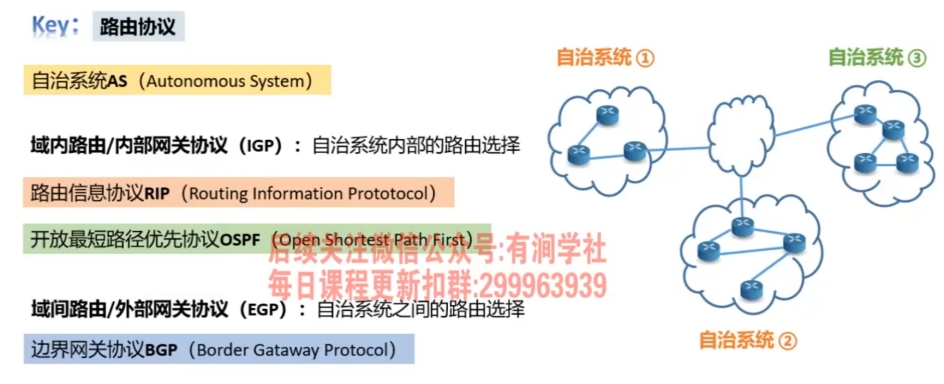 Key: 路由协议
自治系统 ①
自治系统 ③
自治系统AS（Autonomous System）
域内路由/内部网关协议（IGP）：自治系统内部的路由选择
路由信息协议RIP（Routing Information Prototocol）
开放最短路径优先协议OSPF（Open Shortest Path First）
后续关注微信公众号:有涧学社
每日课程更新扣群:299963939
域间路由/外部网关协议（EGP）：自治系统之间的路由选择
自治系统 ②
边界网关协议BGP（Border Gataway Protocol）